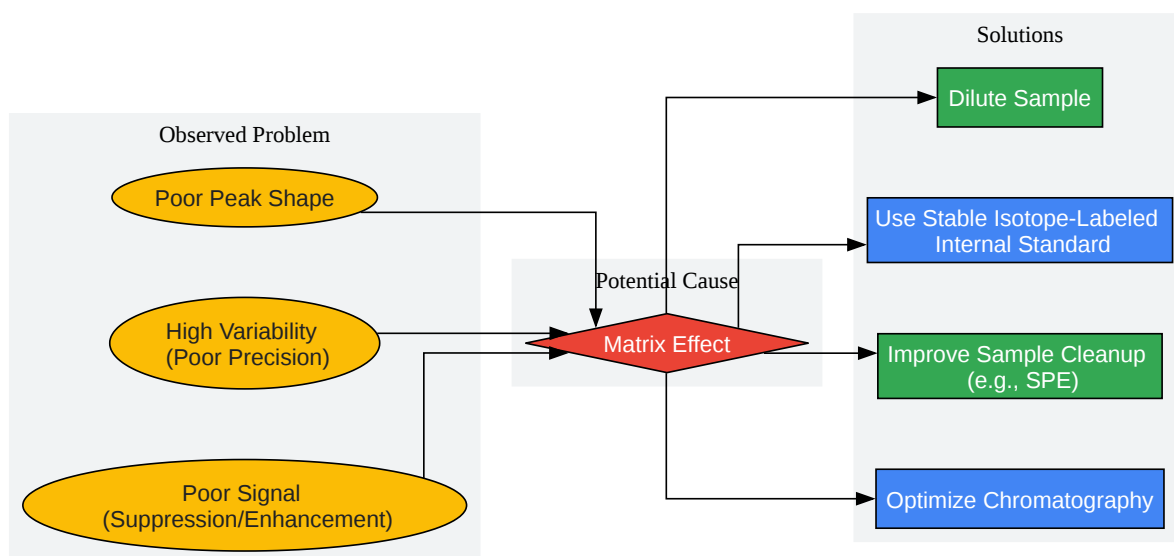 Observed Problem
Poor Peak Shape
High Variability
(Poor Precision)
Poor Signal
(Suppression/Enhancement)
Potential Cause
Matrix Effect
Solutions
Dilute Sample
Use Stable Isotope-Labeled
Internal Standard
Improve Sample Cleanup
(e.g., SPE)
Optimize Chromatography